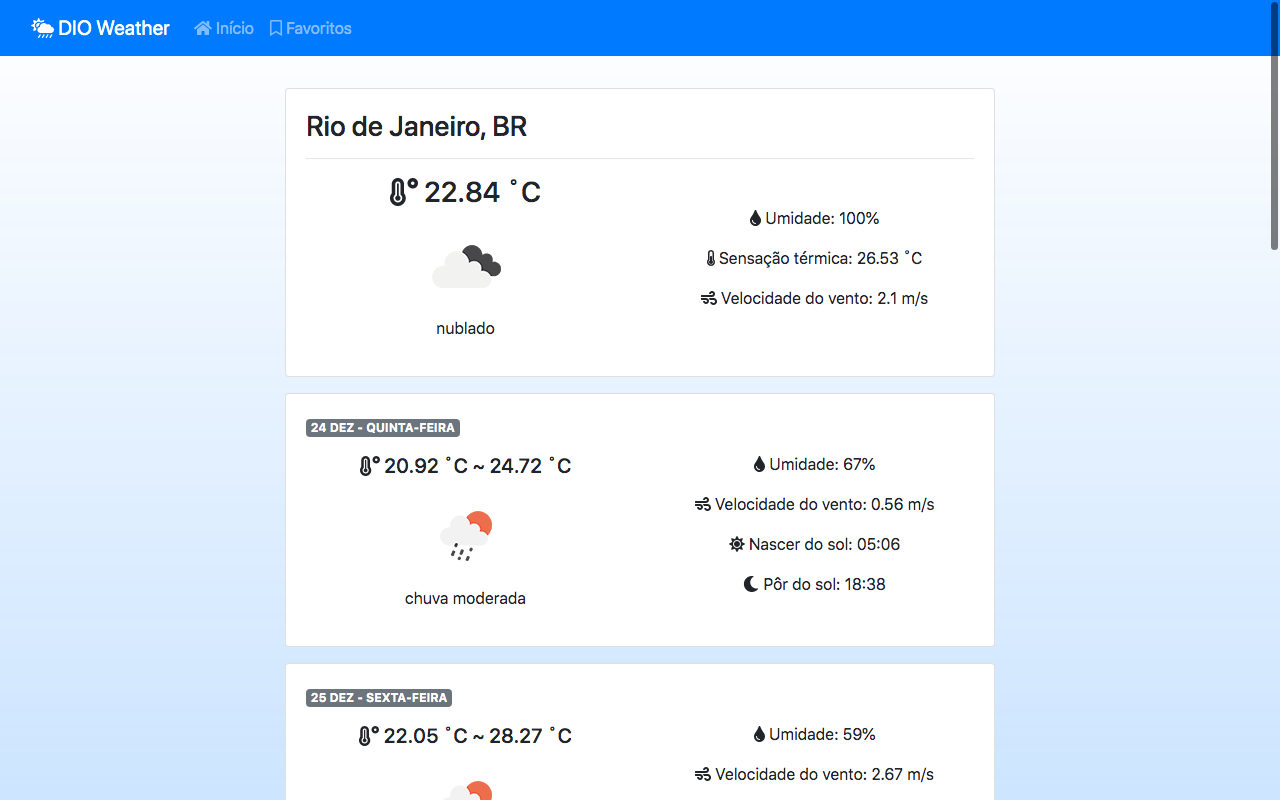 DIO Weather Início Favoritos
Rio de Janeiro, BR
22.84 ˚C
Umidade: 100%
Sensação térmica: 26.53 ˚C
Velocidade do vento: 2.1 m/s
nublado
24 DEZ - QUINTA-FEIRA
20.92 ˚C ~ 24.72 ˚C
Umidade: 67%
Velocidade do vento: 0.56 m/s
Nascer do sol: 05:06
Pôr do sol: 18:38
chuva moderada
25 DEZ - SEXTA-FEIRA
22.05 ˚C ~ 28.27 ˚C
Umidade: 59%
Velocidade do vento: 2.67 m/s